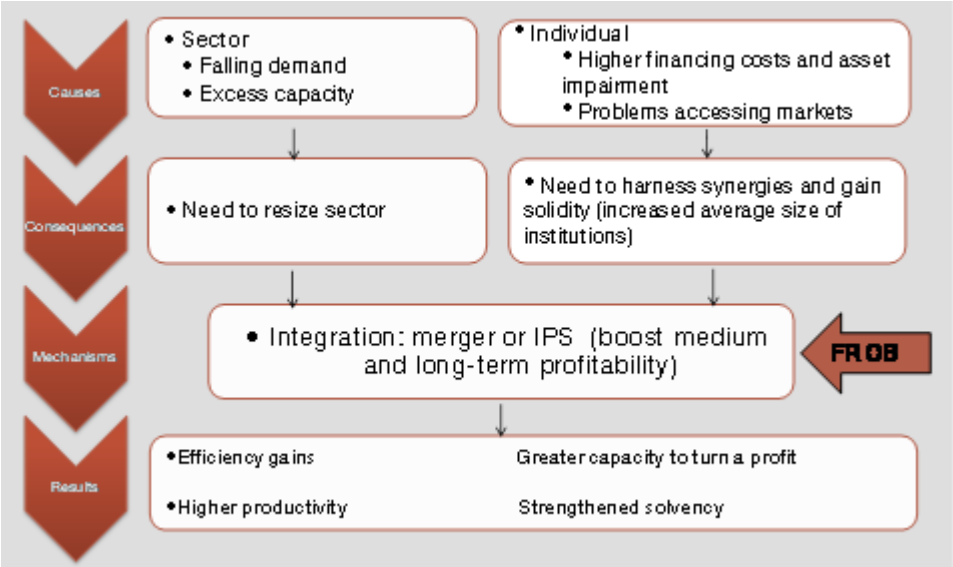 Causes
• Sector
• Falling demand
• Excess capacity
• Individual
• Higher financing costs and asset
impairment
• Problems accessing markets
Consequences
• Need to resize sector
• Need to harness synergies and gain
solidity (increased average size of
institutions)
Mechanisms
• Integration: merger or IPS (boost medium
and long-term profitability)
FROB
Results
•Efficiency gains
Greater capacity to turn a profit
•Higher productivity
Strengthened solvency